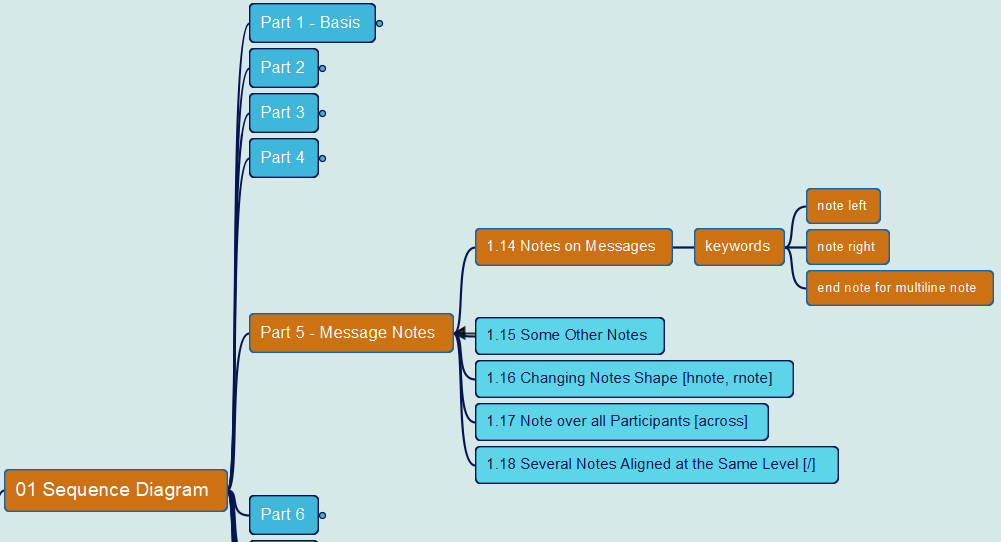 Part 1 - Basis
Part 2
Part 3
Part 4
note left
1.14 Notes on Messages
keywords
note right
end note for multiline note
Part 5 - Message Notes
1.15 Some Other Notes
1.16 Changing Notes Shape [hnote, rnote]
1.17 Note over all Participants [across]
1.18 Several Notes Aligned at the Same Level [/]
01 Sequence Diagram
Part 6